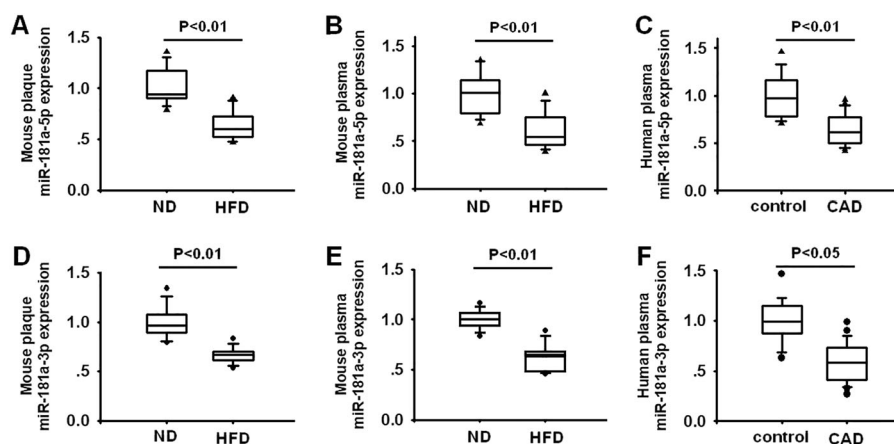 A
P<0.01
Mouse plaque
miR-181a-5p expression
1.5
1.0
.5
0.0
ND HFD
B
P<0.01
Mouse plasma
miR-181a-5p expression
1.5
1.0
.5
0.0
ND HFD
C
P<0.01
Human plasma
miR-181a-5p expression
1.5
1.0
.5
0.0
control CAD
D
P<0.01
Mouse plaque
miR-181a-3p expression
1.5
1.0
.5
0.0
ND HFD
E
P<0.01
Mouse plasma
miR-181a-3p expression
1.5
1.0
.5
0.0
ND HFD
F
P<0.05
Human plasma
miR-181a-3p expression
1.5
1.0
.5
0.0
control CAD